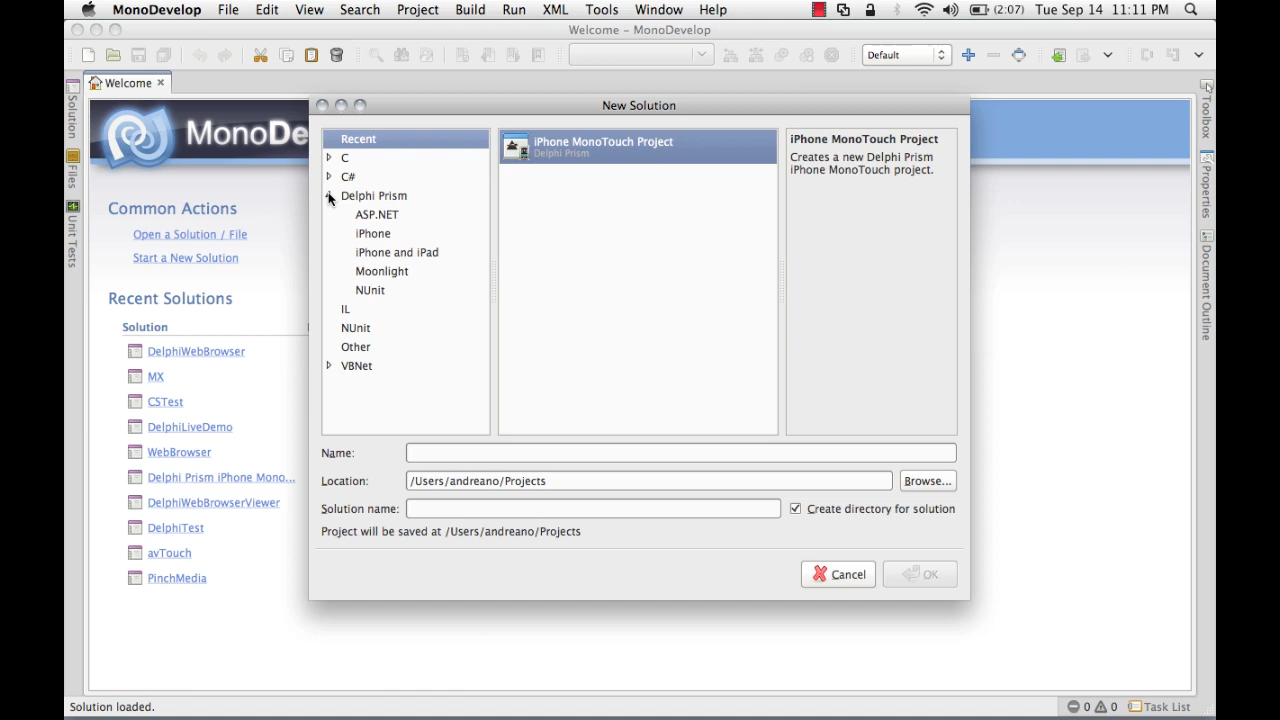 MonoDevelop File Edit View Search Project Build Run XML Tools Window Help (2:07) Tue Sep 14 11:11 PM
Welcome – MonoDevelop
Default
Welcome
Solution
Files
Unit Tests
MonoDe
Common Actions
Open a Solution / File
Start a New Solution
Recent Solutions
Solution
DelphiWebBrowser
MX
CSTest
DelphiLiveDemo
WebBrowser
Delphi Prism iPhone Mono...
DelphiWebBrowserViewer
DelphiTest
avTouch
PinchMedia
New Solution
Recent
C
C#
Delphi Prism
ASP.NET
iPhone
iPhone and iPad
Moonlight
NUnit
IL
NUnit
Other
VBNet
iPhone MonoTouch Project
Delphi Prism
iPhone MonoTouch Project
Creates a new Delphi Prism
iPhone MonoTouch project.
Name:
Location: /Users/andreano/Projects Browse...
Solution name: Create directory for solution
Project will be saved at /Users/andreano/Projects
Cancel OK
Toolbox
Properties
Document Outline
Solution loaded. 0 0 Task List